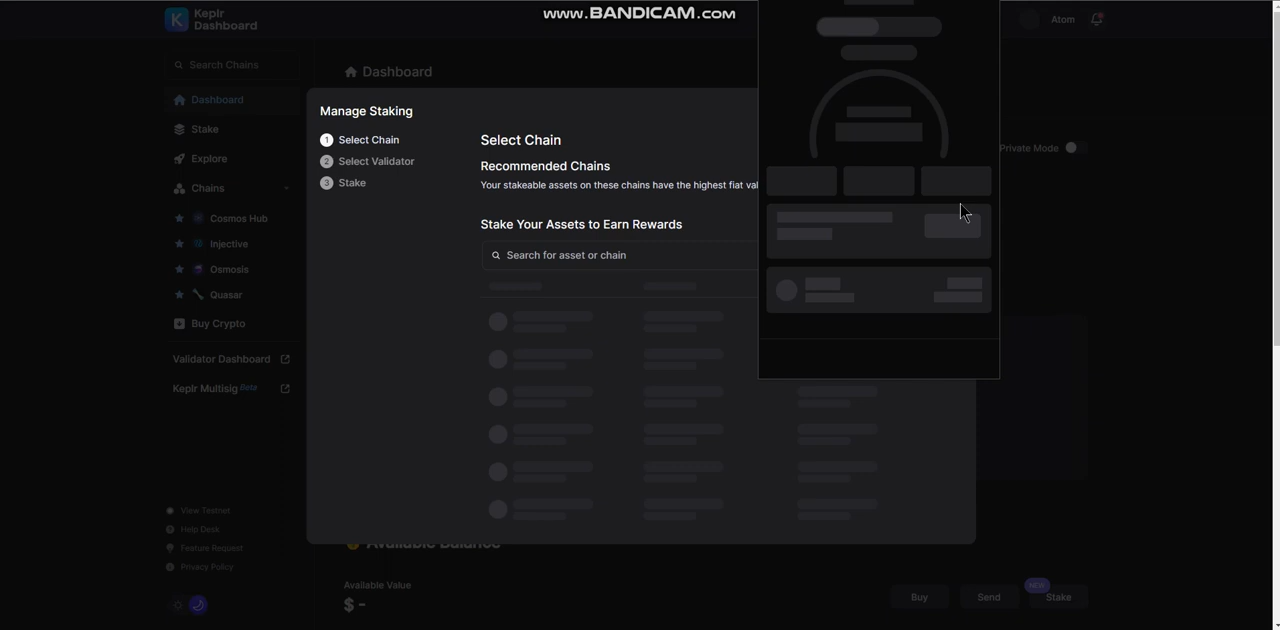 Keplr
Dashboard
www.BANDICAM.com
Atom
Search Chains
Dashboard
Dashboard
Stake
Explore
Chains
Cosmos Hub
Injective
Osmosis
Quasar
Buy Crypto
Validator Dashboard
Keplr Multisig Beta
View Testnet
Help Desk
Feature Request
Privacy Policy
Manage Staking
1 Select Chain
2 Select Validator
3 Stake
Select Chain
Recommended Chains
Your stakeable assets on these chains have the highest fiat val
Stake Your Assets to Earn Rewards
Search for asset or chain
Private Mode
Available Balance
Available Value
$ -
Buy
Send
NEW
Stake